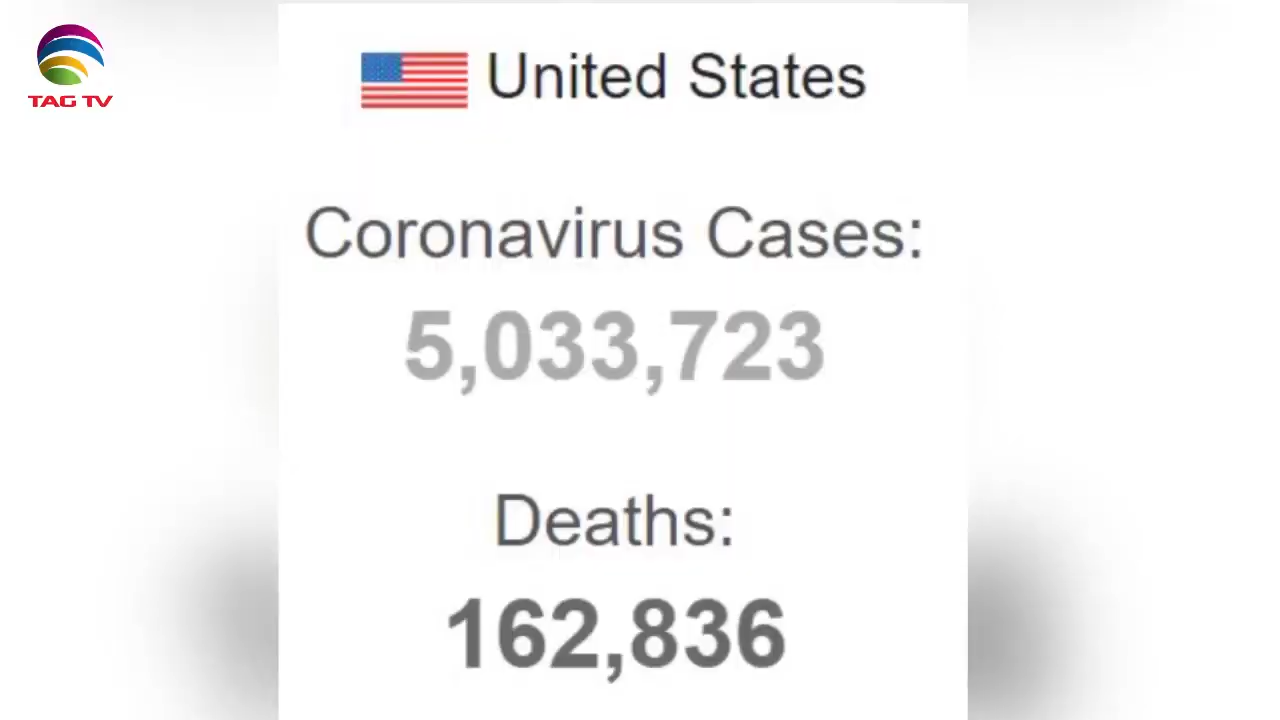 TAG TV
United States
Coronavirus Cases:
5,033,723
Deaths:
162,836